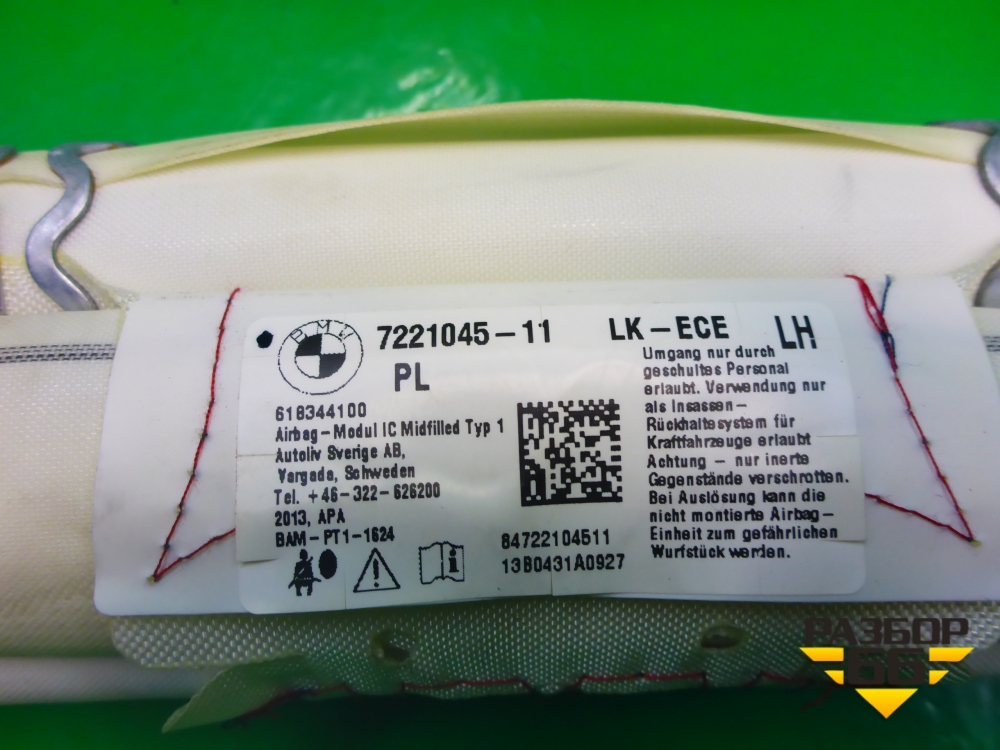 BMW
7221045-11
LK-ECE
LH
PL
618344100
Airbag-Modul IC Midfilled Typ 1
Autoliv Sverige AB,
Vargada, Schweden
Tel. +46-322-626200
2013, APA
BAM-PT1-1624
84722104511
13B0431A0927
Umgang nur durch
geschultes Personal
erlaubt. Verwendung nur
als Insassen-
Rückhaltesystem für
Kraftfahrzeuge erlaubt
Achtung - nur inerte
Gegenstände verschrotten.
Bei Auslösung kann die
nicht montierte Airbag-
Einheit zum gefährlichen
Wurfstück werden.
РАЗБОР
66